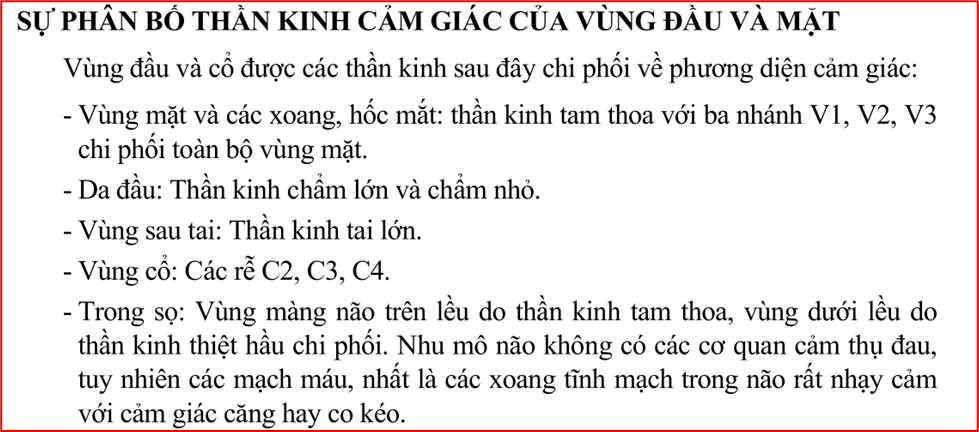 SỰ PHÂN BỐ THẦN KINH CẢM GIÁC CỦA VÙNG ĐẦU VÀ MẶT
Vùng đầu và cổ được các thần kinh sau đây chi phối về phương diện cảm giác:
- Vùng mặt và các xoang, hốc mắt: thần kinh tam thoa với ba nhánh V1, V2, V3
chi phối toàn bộ vùng mặt.
- Da đầu: Thần kinh chẩm lớn và chẩm nhỏ.
- Vùng sau tai: Thần kinh tai lớn.
- Vùng cổ: Các rễ C2, C3, C4.
- Trong sọ: Vùng màng não trên lều do thần kinh tam thoa, vùng dưới lều do
thần kinh thiệt hầu chi phối. Nhu mô não không có các cơ quan cảm thụ đau,
tuy nhiên các mạch máu, nhất là các xoang tĩnh mạch trong não rất nhạy cảm
với cảm giác căng hay co kéo.